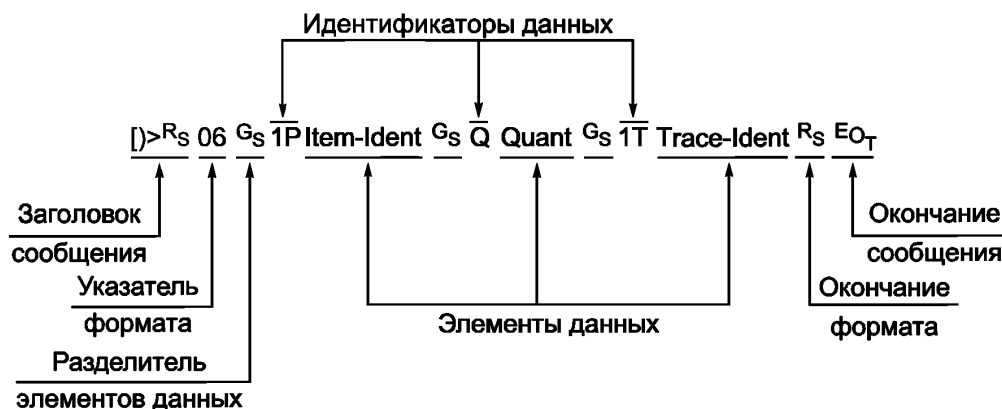 Идентификаторы данных
[)>RS 06 GS 1P Item-Ident GS Q Quant GS 1T Trace-Ident RS EOT
Заголовок
сообщения
Окончание
сообщения
Указатель
формата
Элементы данных
Окончание
формата
Разделитель
элементов данных